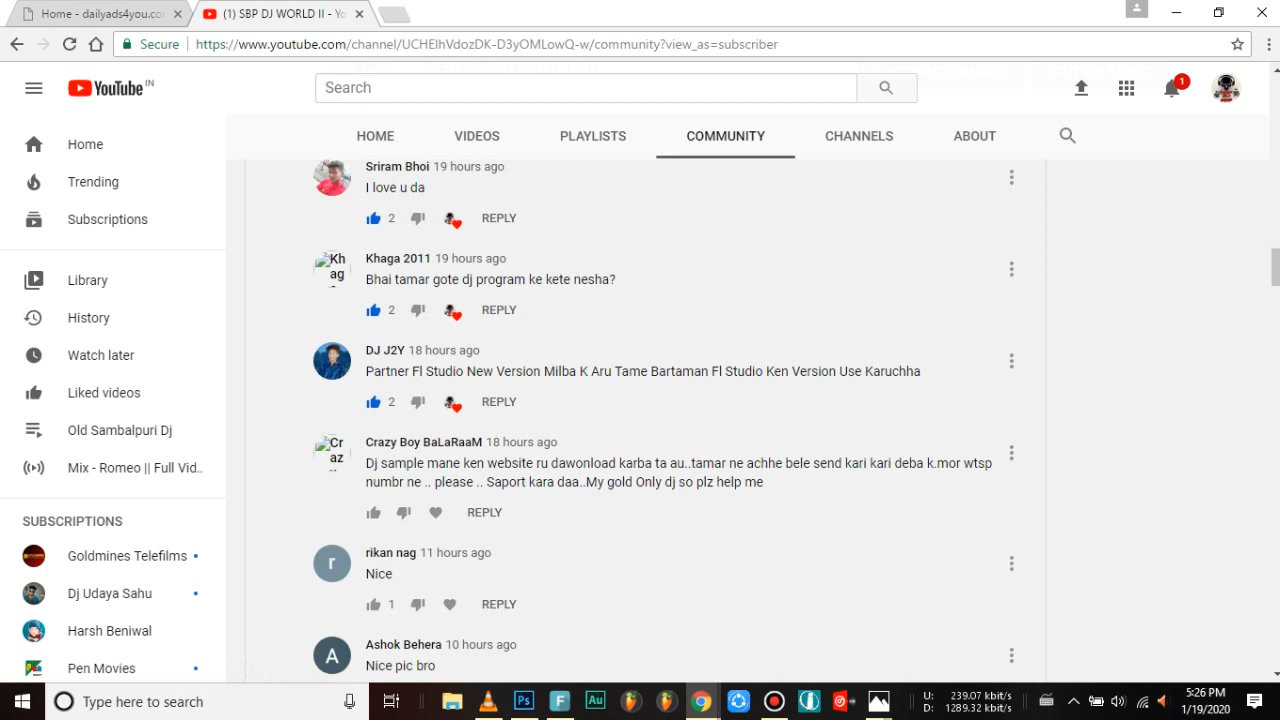 Home - dailyads4you.co
(1) SBP DJ WORLD II - Yo
Secure
https://www.youtube.com/channel/UCHEIhVdozDK-D3yOMLowQ-w/community?view_as=subscriber
YouTube IN
Search
1
HOME VIDEOS PLAYLISTS COMMUNITY CHANNELS ABOUT
Home
Trending
Subscriptions
Library
History
Watch later
Liked videos
Old Sambalpuri Dj
Mix - Romeo || Full Vid..
SUBSCRIPTIONS
Goldmines Telefilms
Dj Udaya Sahu
Harsh Beniwal
Pen Movies
Sriram Bhoi 19 hours ago
I love u da
2 REPLY
Kh
ag
Khaga 2011 19 hours ago
Bhai tamar gote dj program ke kete nesha?
2 REPLY
DJ J2Y 18 hours ago
Partner Fl Studio New Version Milba K Aru Tame Bartaman Fl Studio Ken Version Use Karuchha
2 REPLY
Cr
az
Crazy Boy BaLaRaaM 18 hours ago
Dj sample mane ken website ru dawonload karba ta au..tamar ne achhe bele send kari kari deba k.mor wtsp
numbr ne .. please .. Saport kara daa..My gold Only dj so plz help me
REPLY
r
rikan nag 11 hours ago
Nice
1 REPLY
A
Ashok Behera 10 hours ago
Nice pic bro
Type here to search
Ps
F
Au
U: 239.07 kbit/s
D: 1289.32 kbit/s
5:26 PM
1/19/2020